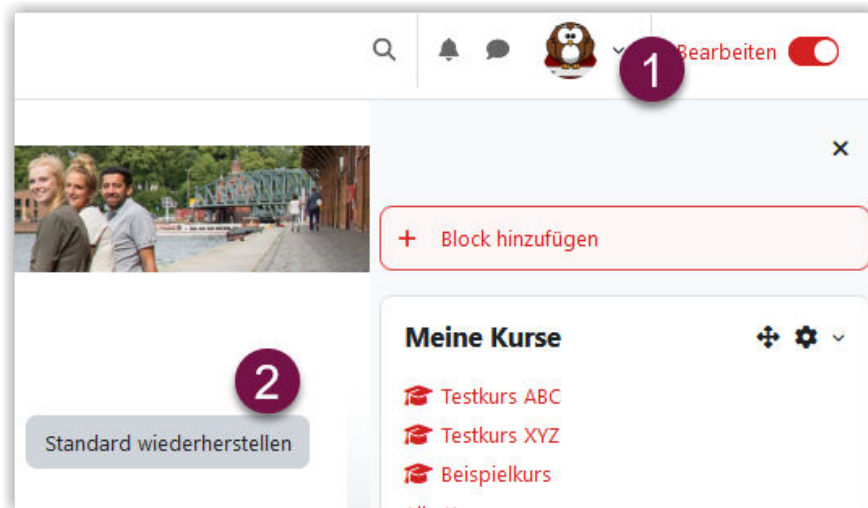 1
Bearbeiten
+ Block hinzufügen
Meine Kurse
2
Testkurs ABC
Standard wiederherstellen
Testkurs XYZ
Beispielkurs